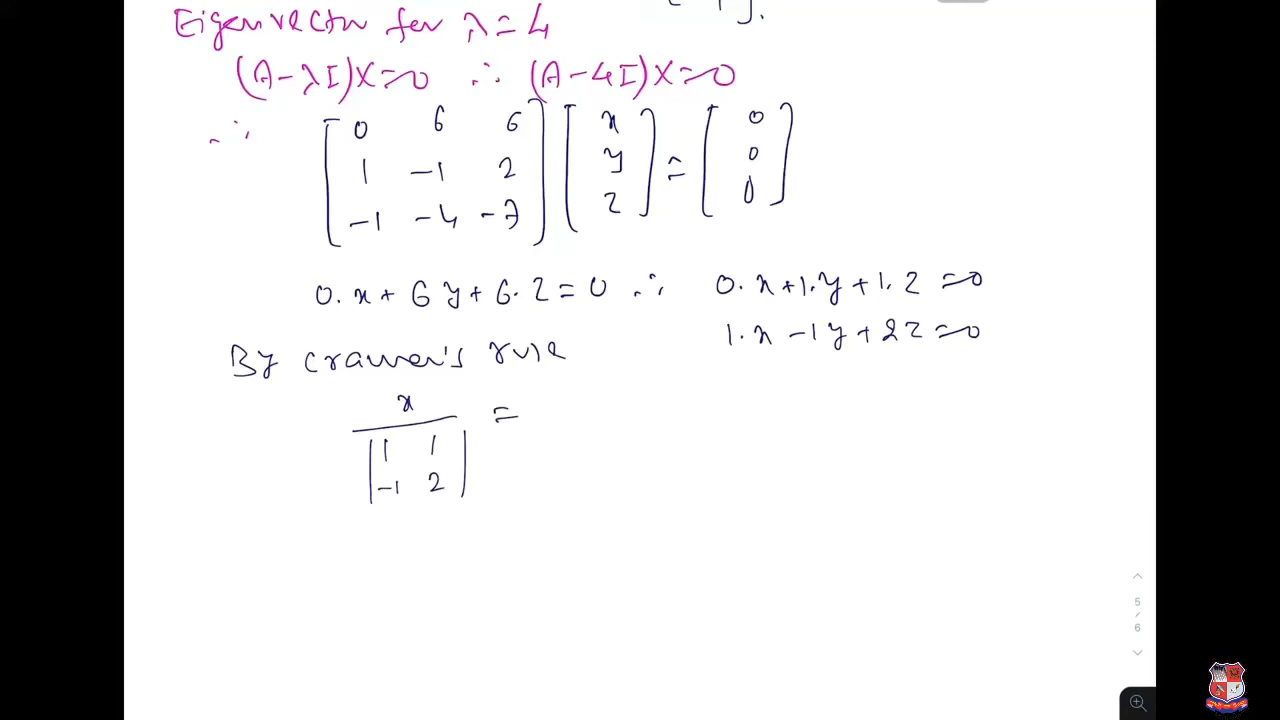 Eigenvector for λ=4
(A-λI)X=0 ∴ (A-4I)X=0
∴ [0 6 6 [x = [0
1 -1 2 y 0
-1 -4 -7] z] 0]
0.x+6y+6.z=0 ∴ 0.x+1.y+1.z=0
1.x-1y+2z=0
By cramer's rule
x =
|1 1|
|-1 2|
5
/
6